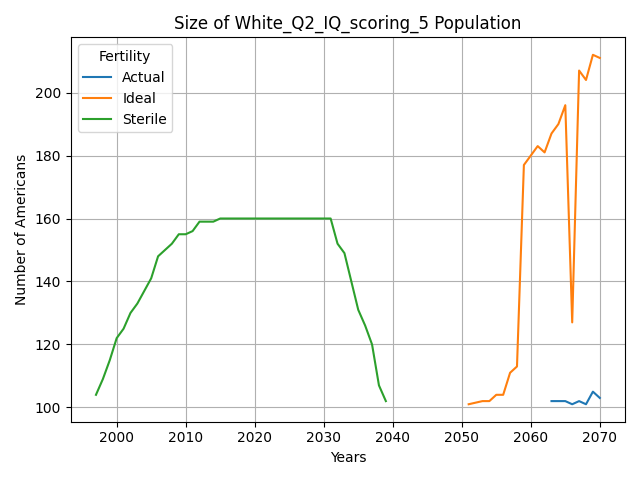 Size of White_Q2_IQ_scoring_5 Population
Fertility
Actual
Ideal
Sterile
Number of Americans
200
180
160
140
120
100
2000
2010
2020
2030
2040
2050
2060
2070
Years